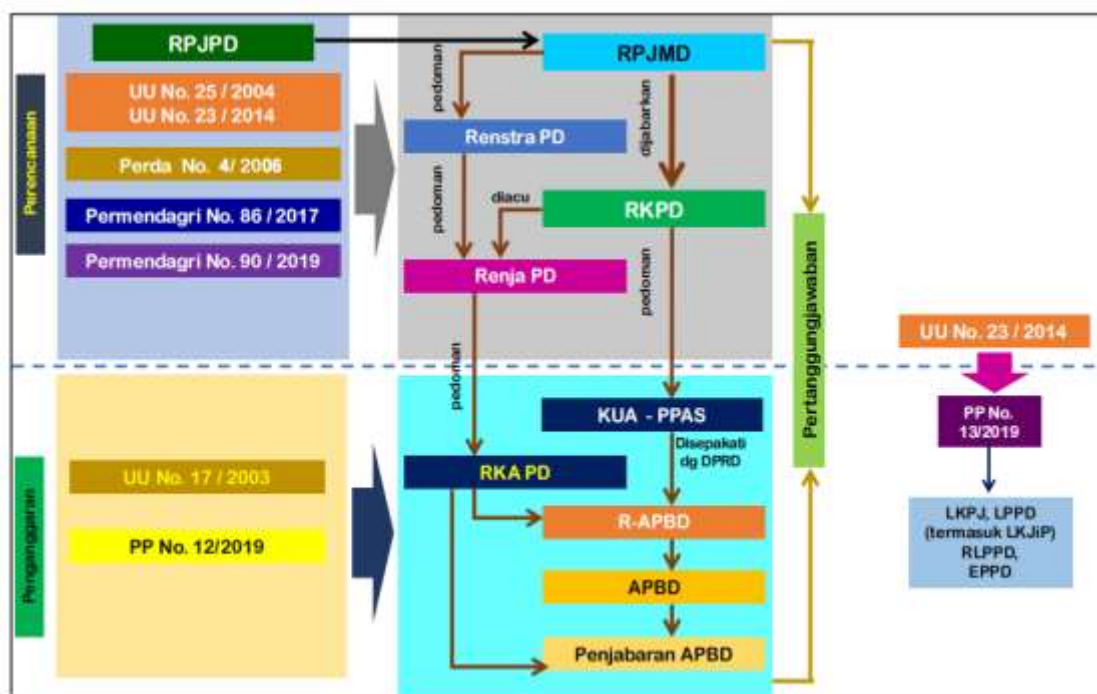 Perencanaan
RPJPD
UU No. 25 / 2004
UU No. 23 / 2014
Perda No. 4/ 2006
Permendagri No. 86 / 2017
Permendagri No. 90 / 2019
RPJMD
pedoman
dijabarkan
Renstra PD
pedoman
diacu
RKPD
Renja PD
pedoman
pedoman
Pertanggungjawaban
UU No. 23 / 2014
PP No.
13/2019
LKPJ, LPPD
(termasuk LKJiP)
RLPPD,
EPPD
Penganggaran
UU No. 17 / 2003
PP No. 12/2019
KUA - PPAS
Disepakati
dg DPRD
RKA PD
R-APBD
APBD
Penjabaran APBD